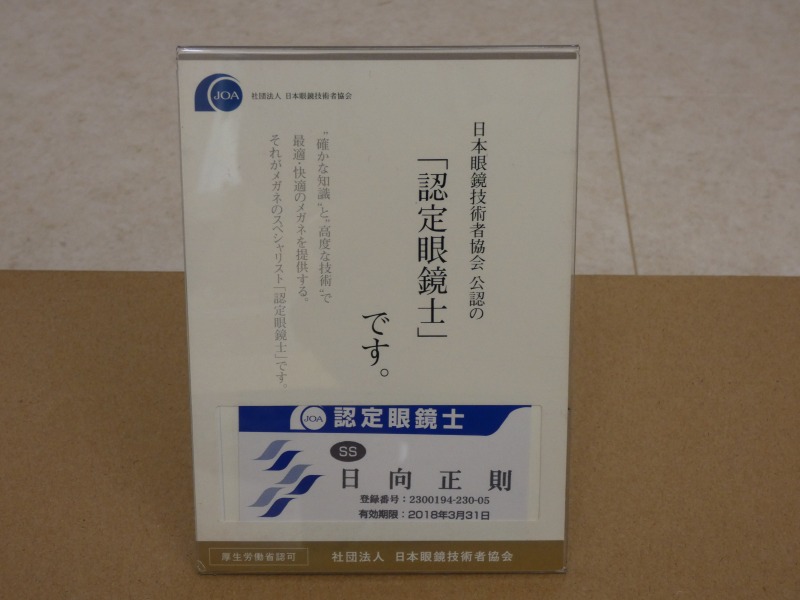 JOA
社団法人 日本眼鏡技術者協会
日本眼鏡技術者協会 公認の
「認定眼鏡士」
です。
“確かな知識”と“高度な技術”で
最適・快適のメガネを提供する。
それがメガネのスペシャリスト「認定眼鏡士」です。
JOA 認定眼鏡士
SS
日向正則
登録番号：2300194-230-05
有効期限：2018年3月31日
厚生労働省認可 社団法人 日本眼鏡技術者協会